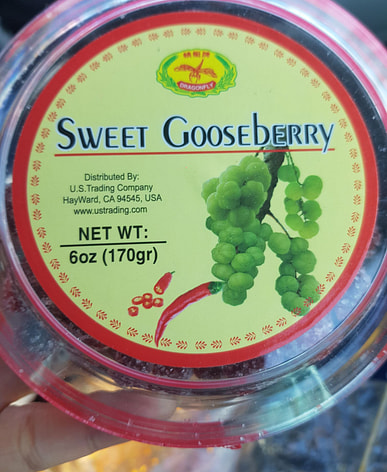 DRAGONFLY
SWEET GOOSEBERRY
Distributed By:
U.S.Trading Company
HayWard, CA 94545, USA
www.ustrading.com
NET WT:
6oz (170gr)